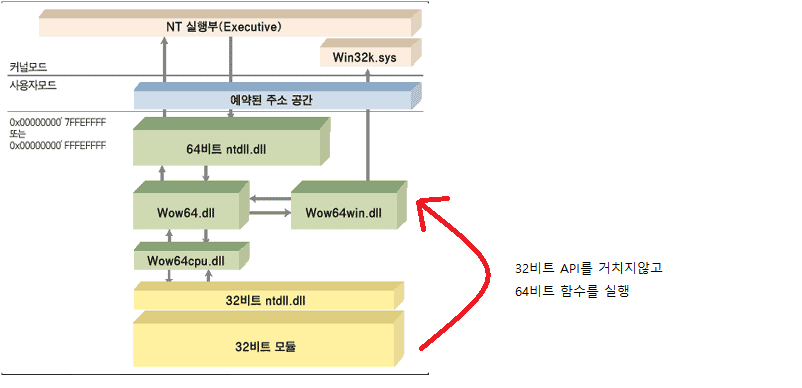 NT 실행부(Executive)
Win32k.sys
커널모드
사용자모드
예약된 주소 공간
0x00000000`7FFEFFFF
또는
0x00000000`FFFEFFFF
64비트 ntdll.dll
Wow64.dll
Wow64win.dll
Wow64cpu.dll
32비트 API를 거치지않고
64비트 함수를 실행
32비트 ntdll.dll
32비트 모듈